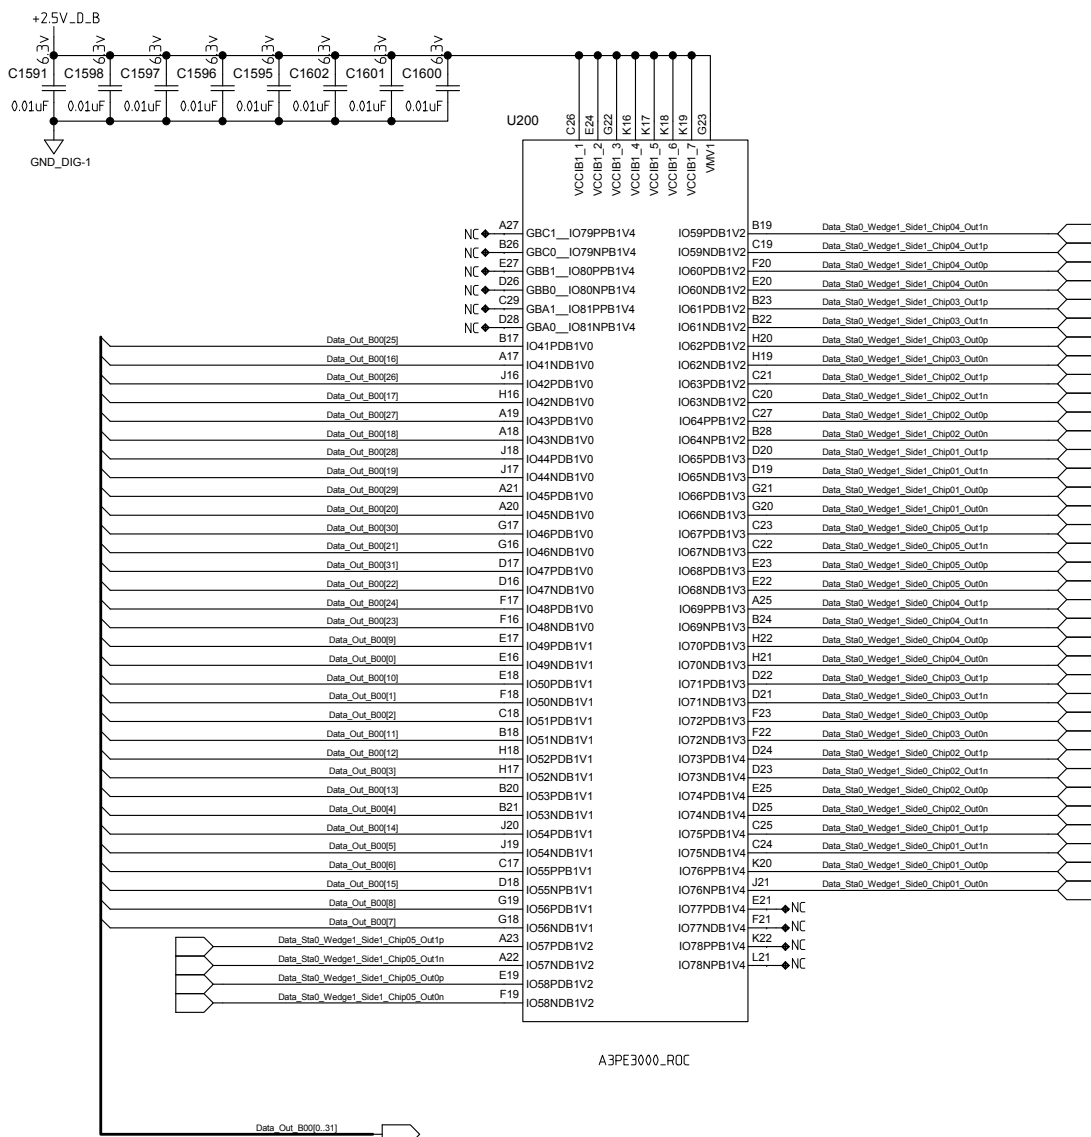 +2.5V_D_B
6.3v 6.3v 6.3v 6.3v 6.3v 6.3v 6.3v 6.3v
C1591 C1598 C1597 C1596 C1595 C1602 C1601 C1600
0.01uF 0.01uF 0.01uF 0.01uF 0.01uF 0.01uF 0.01uF 0.01uF
GND_DIG-1
U200
C26 E24 G22 K16 K17 K18 K19 G23
VCCIB1_1 VCCIB1_2 VCCIB1_3 VCCIB1_4 VCCIB1_5 VCCIB1_6 VCCIB1_7 VMV1
NC A27 GBC1__IO79PPB1V4 IO59PDB1V2 B19 Data_Sta0_Wedge1_Side1_Chip04_Out1n
NC B26 GBC0__IO79NPB1V4 IO59NDB1V2 C19 Data_Sta0_Wedge1_Side1_Chip04_Out1p
NC E27 GBB1__IO80PPB1V4 IO60PDB1V2 F20 Data_Sta0_Wedge1_Side1_Chip04_Out0p
NC D26 GBB0__IO80NPB1V4 IO60NDB1V2 E20 Data_Sta0_Wedge1_Side1_Chip04_Out0n
NC C29 GBA1__IO81PPB1V4 IO61PDB1V2 B23 Data_Sta0_Wedge1_Side1_Chip03_Out1p
NC D28 GBA0__IO81NPB1V4 IO61NDB1V2 B22 Data_Sta0_Wedge1_Side1_Chip03_Out1n
Data_Out_B00[25] B17 IO41PDB1V0 IO62PDB1V2 H20 Data_Sta0_Wedge1_Side1_Chip03_Out0p
Data_Out_B00[16] A17 IO41NDB1V0 IO62NDB1V2 H19 Data_Sta0_Wedge1_Side1_Chip03_Out0n
Data_Out_B00[26] J16 IO42PDB1V0 IO63PDB1V2 C21 Data_Sta0_Wedge1_Side1_Chip02_Out1p
Data_Out_B00[17] H16 IO42NDB1V0 IO63NDB1V2 C20 Data_Sta0_Wedge1_Side1_Chip02_Out1n
Data_Out_B00[27] A19 IO43PDB1V0 IO64PPB1V2 C27 Data_Sta0_Wedge1_Side1_Chip02_Out0p
Data_Out_B00[18] A18 IO43NDB1V0 IO64NPB1V2 B28 Data_Sta0_Wedge1_Side1_Chip02_Out0n
Data_Out_B00[28] J18 IO44PDB1V0 IO65PDB1V3 D20 Data_Sta0_Wedge1_Side1_Chip01_Out1p
Data_Out_B00[19] J17 IO44NDB1V0 IO65NDB1V3 D19 Data_Sta0_Wedge1_Side1_Chip01_Out1n
Data_Out_B00[29] A21 IO45PDB1V0 IO66PDB1V3 G21 Data_Sta0_Wedge1_Side1_Chip01_Out0p
Data_Out_B00[20] A20 IO45NDB1V0 IO66NDB1V3 G20 Data_Sta0_Wedge1_Side1_Chip01_Out0n
Data_Out_B00[30] G17 IO46PDB1V0 IO67PDB1V3 C23 Data_Sta0_Wedge1_Side0_Chip05_Out1p
Data_Out_B00[21] G16 IO46NDB1V0 IO67NDB1V3 C22 Data_Sta0_Wedge1_Side0_Chip05_Out1n
Data_Out_B00[31] D17 IO47PDB1V0 IO68PDB1V3 E23 Data_Sta0_Wedge1_Side0_Chip05_Out0p
Data_Out_B00[22] D16 IO47NDB1V0 IO68NDB1V3 E22 Data_Sta0_Wedge1_Side0_Chip05_Out0n
Data_Out_B00[24] F17 IO48PDB1V0 IO69PPB1V3 A25 Data_Sta0_Wedge1_Side0_Chip04_Out1p
Data_Out_B00[23] F16 IO48NDB1V0 IO69NPB1V3 B24 Data_Sta0_Wedge1_Side0_Chip04_Out1n
Data_Out_B00[9] E17 IO49PDB1V1 IO70PDB1V3 H22 Data_Sta0_Wedge1_Side0_Chip04_Out0p
Data_Out_B00[0] E16 IO49NDB1V1 IO70NDB1V3 H21 Data_Sta0_Wedge1_Side0_Chip04_Out0n
Data_Out_B00[10] E18 IO50PDB1V1 IO71PDB1V3 D22 Data_Sta0_Wedge1_Side0_Chip03_Out1p
Data_Out_B00[1] F18 IO50NDB1V1 IO71NDB1V3 D21 Data_Sta0_Wedge1_Side0_Chip03_Out1n
Data_Out_B00[2] C18 IO51PDB1V1 IO72PDB1V3 F23 Data_Sta0_Wedge1_Side0_Chip03_Out0p
Data_Out_B00[11] B18 IO51NDB1V1 IO72NDB1V3 F22 Data_Sta0_Wedge1_Side0_Chip03_Out0n
Data_Out_B00[12] H18 IO52PDB1V1 IO73PDB1V4 D24 Data_Sta0_Wedge1_Side0_Chip02_Out1p
Data_Out_B00[3] H17 IO52NDB1V1 IO73NDB1V4 D23 Data_Sta0_Wedge1_Side0_Chip02_Out1n
Data_Out_B00[13] B20 IO53PDB1V1 IO74PDB1V4 E25 Data_Sta0_Wedge1_Side0_Chip02_Out0p
Data_Out_B00[4] B21 IO53NDB1V1 IO74NDB1V4 D25 Data_Sta0_Wedge1_Side0_Chip02_Out0n
Data_Out_B00[14] J20 IO54PDB1V1 IO75PDB1V4 C25 Data_Sta0_Wedge1_Side0_Chip01_Out1p
Data_Out_B00[5] J19 IO54NDB1V1 IO75NDB1V4 C24 Data_Sta0_Wedge1_Side0_Chip01_Out1n
Data_Out_B00[6] C17 IO55PPB1V1 IO76PPB1V4 K20 Data_Sta0_Wedge1_Side0_Chip01_Out0p
Data_Out_B00[15] D18 IO55NPB1V1 IO76NPB1V4 J21 Data_Sta0_Wedge1_Side0_Chip01_Out0n
Data_Out_B00[8] G19 IO56PDB1V1 IO77PDB1V4 E21 NC
Data_Out_B00[7] G18 IO56NDB1V1 IO77NDB1V4 F21 NC
Data_Sta0_Wedge1_Side1_Chip05_Out1p A23 IO57PDB1V2 IO78PPB1V4 K22 NC
Data_Sta0_Wedge1_Side1_Chip05_Out1n A22 IO57NDB1V2 IO78NPB1V4 L21 NC
Data_Sta0_Wedge1_Side1_Chip05_Out0p E19 IO58PDB1V2
Data_Sta0_Wedge1_Side1_Chip05_Out0n F19 IO58NDB1V2
A3PE3000_ROC
Data_Out_B00[0..31]